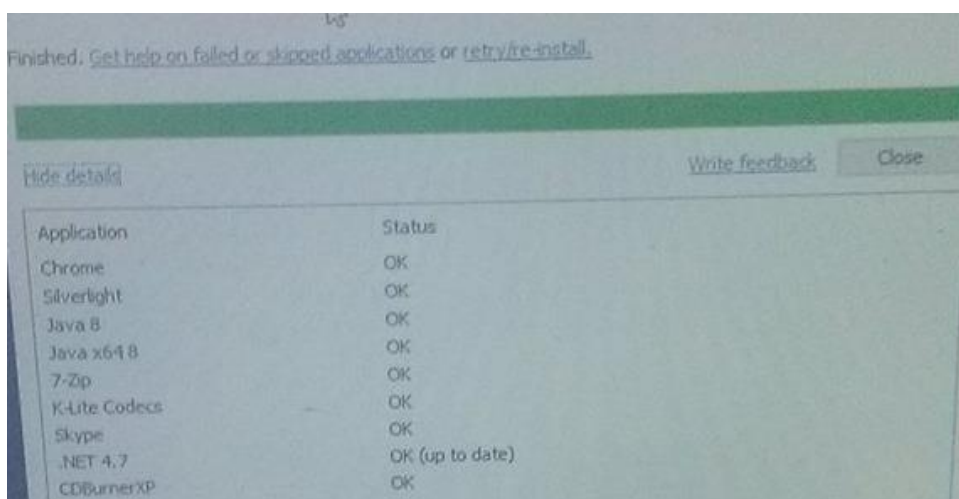 Finished. Get help on failed or skipped applications or retry/re-install.
Hide details
Write feedback
Close
Application Status
Chrome OK
Silverlight OK
Java 8 OK
Java x64 8 OK
7-Zip OK
K-Lite Codecs OK
Skype OK
.NET 4.7 OK (up to date)
CDBurnerXP OK